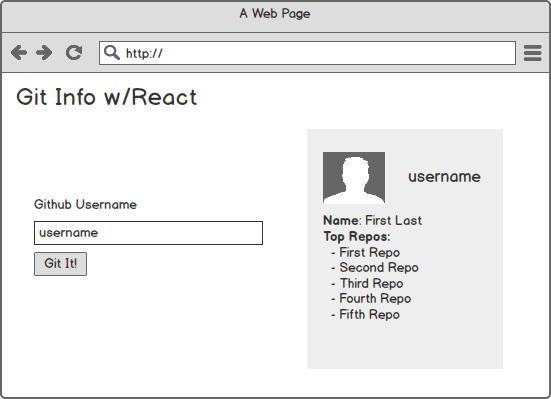 A Web Page
http://
Git Info w/React
Github Username
username
Git It!
username
Name: First Last
Top Repos:
- First Repo
- Second Repo
- Third Repo
- Fourth Repo
- Fifth Repo